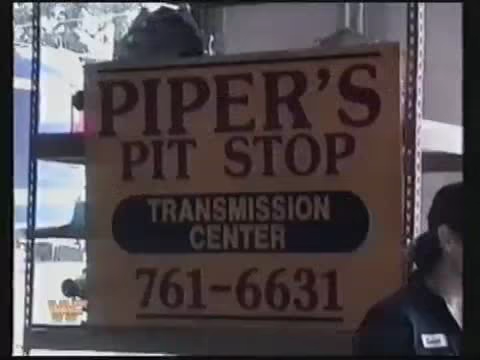 PIPER'S
PIT STOP
TRANSMISSION
CENTER
761-6631